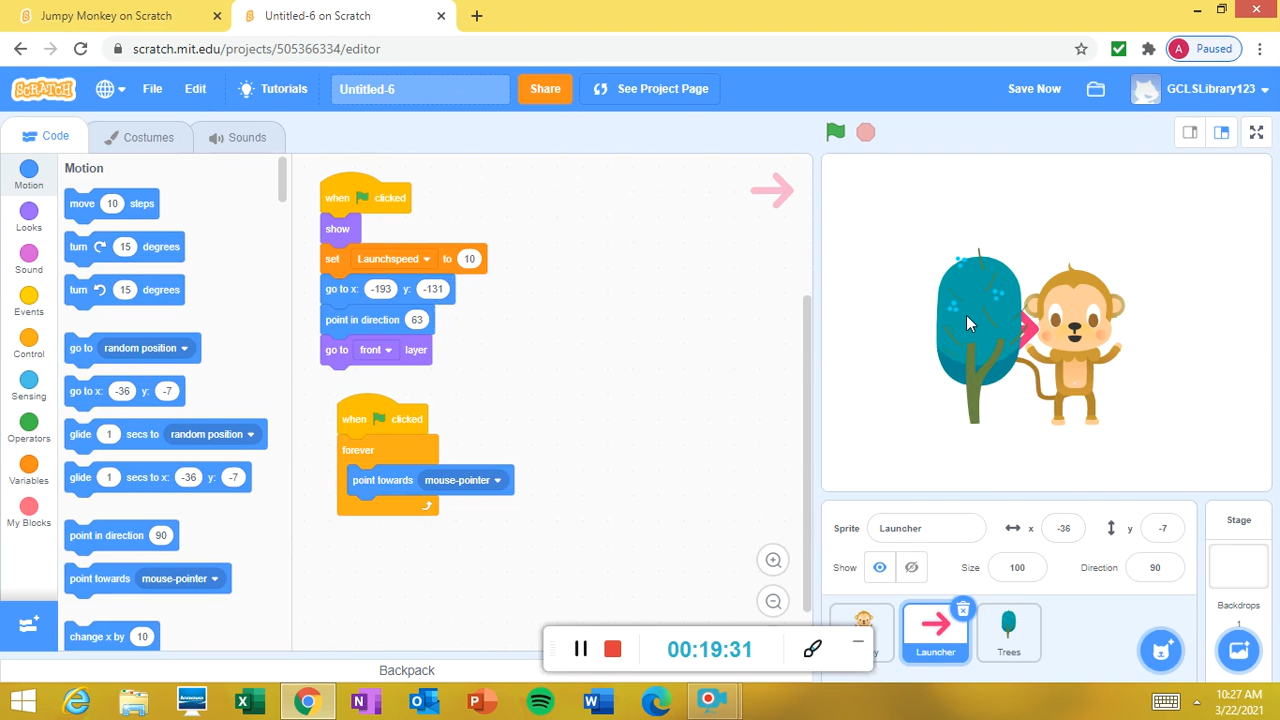 Jumpy Monkey on Scratch
Untitled-6 on Scratch
scratch.mit.edu/projects/505366334/editor
A Paused
SCRATCH File Edit Tutorials Untitled-6 Share See Project Page Save Now GCLSLibrary123
Code Costumes Sounds
Motion
Looks
Sound
Events
Control
Sensing
Operators
Variables
My Blocks
Motion
move 10 steps
turn 15 degrees
turn 15 degrees
go to random position
go to x: -36 y: -7
glide 1 secs to random position
glide 1 secs to x: -36 y: -7
point in direction 90
point towards mouse-pointer
change x by 10
when clicked
show
set Launchspeed to 10
go to x: -193 y: -131
point in direction 63
go to front layer
when clicked
forever
point towards mouse-pointer
Sprite Launcher x -36 y -7
Show Size 100 Direction 90
Launcher
Trees
Stage
Backdrops
1
00:19:31
Backpack
10:27 AM
3/22/2021